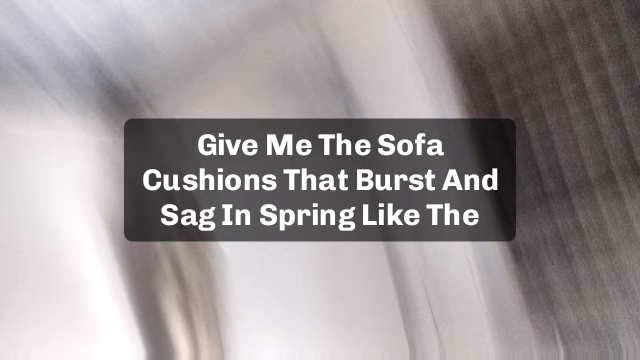 Give Me The Sofa
Cushions That Burst And
Sag In Spring Like The